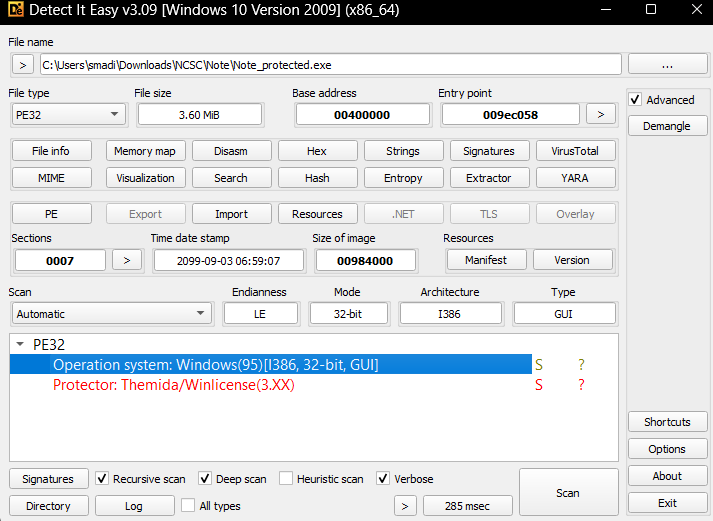 Detect It Easy v3.09 [Windows 10 Version 2009] (x86_64)
File name
> C:\Users\smadi\Downloads\NCSC\Note\Note_protected.exe ...
File type File size Base address Entry point
PE32 3.60 MiB 00400000 009ec058 >
Advanced
Demangle
File info Memory map Disasm Hex Strings Signatures VirusTotal
MIME Visualization Search Hash Entropy Extractor YARA
PE Export Import Resources .NET TLS Overlay
Sections Time date stamp Size of image Resources
0007 > 2099-09-03 06:59:07 00984000 Manifest Version
Scan Endianness Mode Architecture Type
Automatic LE 32-bit I386 GUI
PE32
Operation system: Windows(95)[I386, 32-bit, GUI] S ?
Protector: Themida/Winlicense(3.XX) S ?
Shortcuts
Options
About
Exit
Signatures Recursive scan Deep scan Heuristic scan Verbose
Directory Log All types > 285 msec Scan